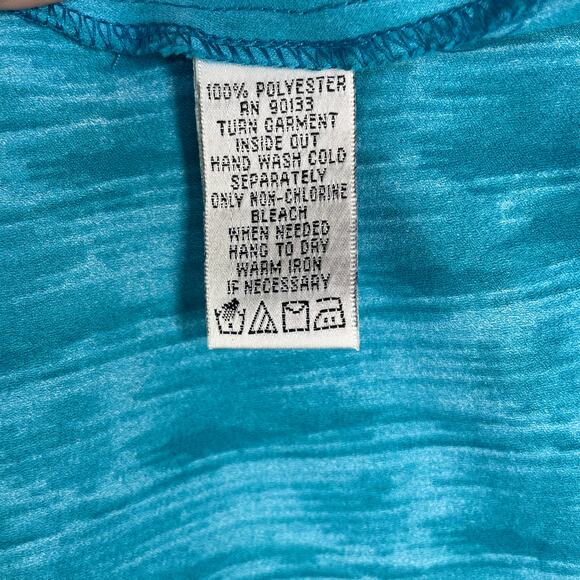 100% POLYESTER
RN 90133
TURN GARMENT
INSIDE OUT
HAND WASH COLD
SEPARATELY
ONLY NON-CHLORINE
BLEACH
WHEN NEEDED
HANG TO DRY
WARM IRON
IF NECESSARY